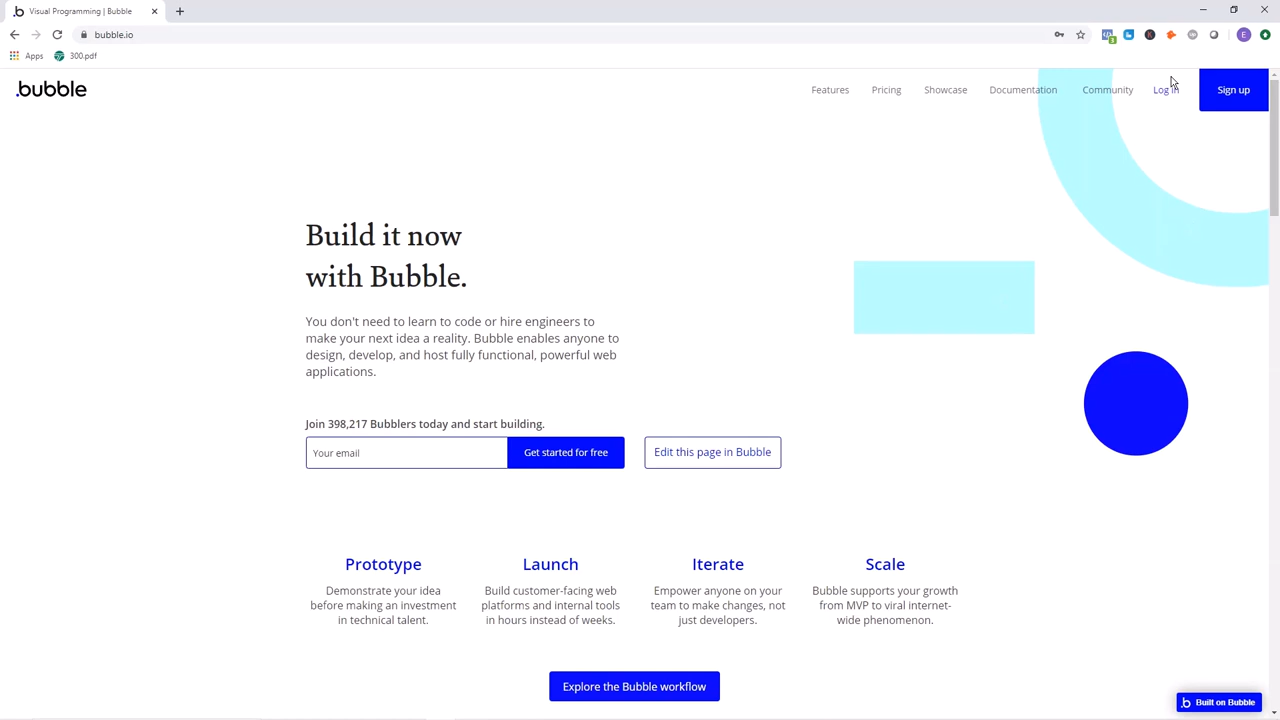 Visual Programming | Bubble
bubble.io
Apps
300.pdf
3
E
.bubble
Features
Pricing
Showcase
Documentation
Community
Log in
Sign up
Build it now
with Bubble.
You don't need to learn to code or hire engineers to
make your next idea a reality. Bubble enables anyone to
design, develop, and host fully functional, powerful web
applications.
Join 398,217 Bubblers today and start building.
Your email
Get started for free
Edit this page in Bubble
Prototype
Demonstrate your idea
before making an investment
in technical talent.
Launch
Build customer-facing web
platforms and internal tools
in hours instead of weeks.
Iterate
Empower anyone on your
team to make changes, not
just developers.
Scale
Bubble supports your growth
from MVP to viral internet-
wide phenomenon.
Explore the Bubble workflow
.b Built on Bubble